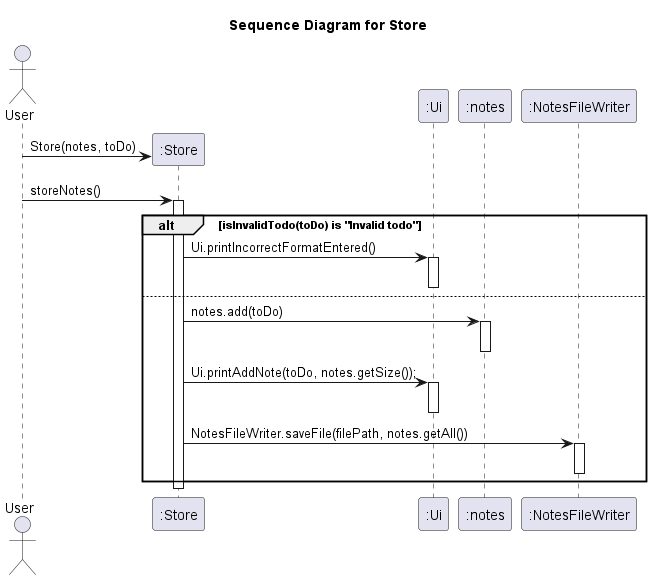 Sequence Diagram for Store
User
:Ui
:notes
:NotesFileWriter
Store(notes, toDo)
:Store
storeNotes()
alt
[isInvalidTodo(toDo) is "Invalid todo"]
Ui.printIncorrectFormatEntered()
notes.add(toDo)
Ui.printAddNote(toDo, notes.getSize());
NotesFileWriter.saveFile(filePath, notes.getAll())
User
:Store
:Ui
:notes
:NotesFileWriter